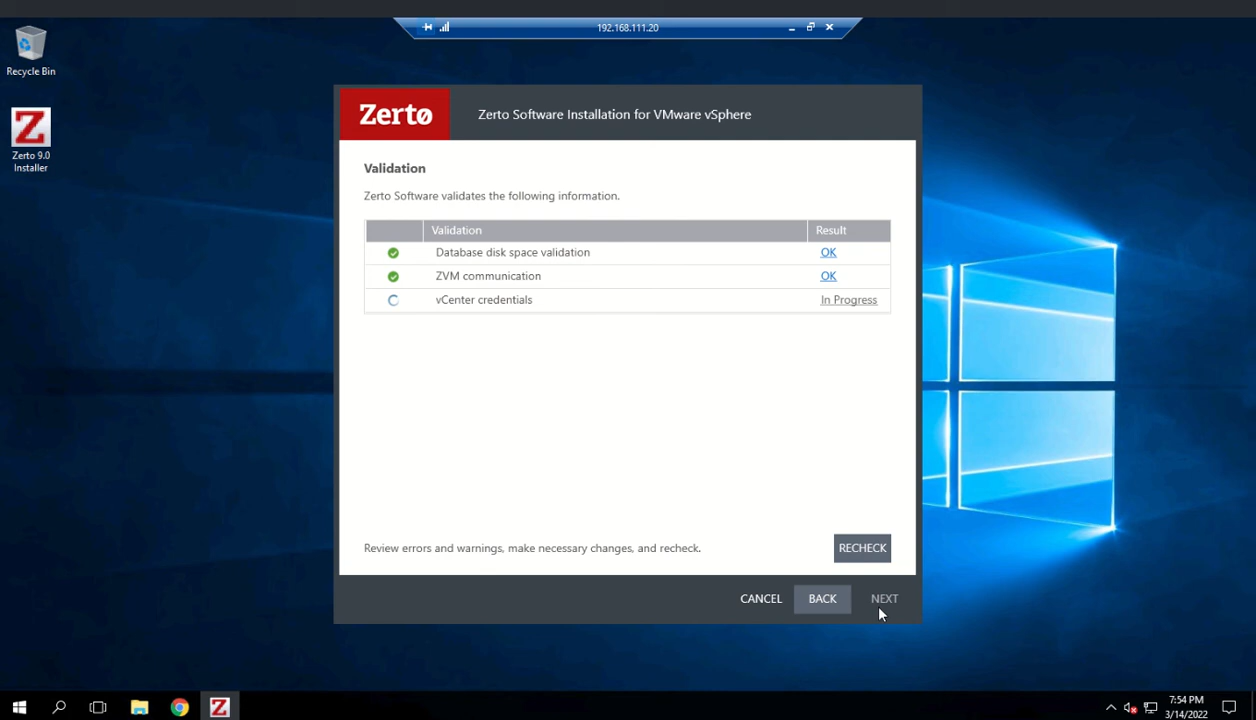 192.168.111.20
Recycle Bin
Z
Zerto 9.0
Installer
Zerto
Zerto Software Installation for VMware vSphere
Validation
Zerto Software validates the following information.
Validation Result
Database disk space validation OK
ZVM communication OK
vCenter credentials In Progress
Review errors and warnings, make necessary changes, and recheck.
RECHECK
CANCEL BACK NEXT
Z
7:54 PM
3/14/2022